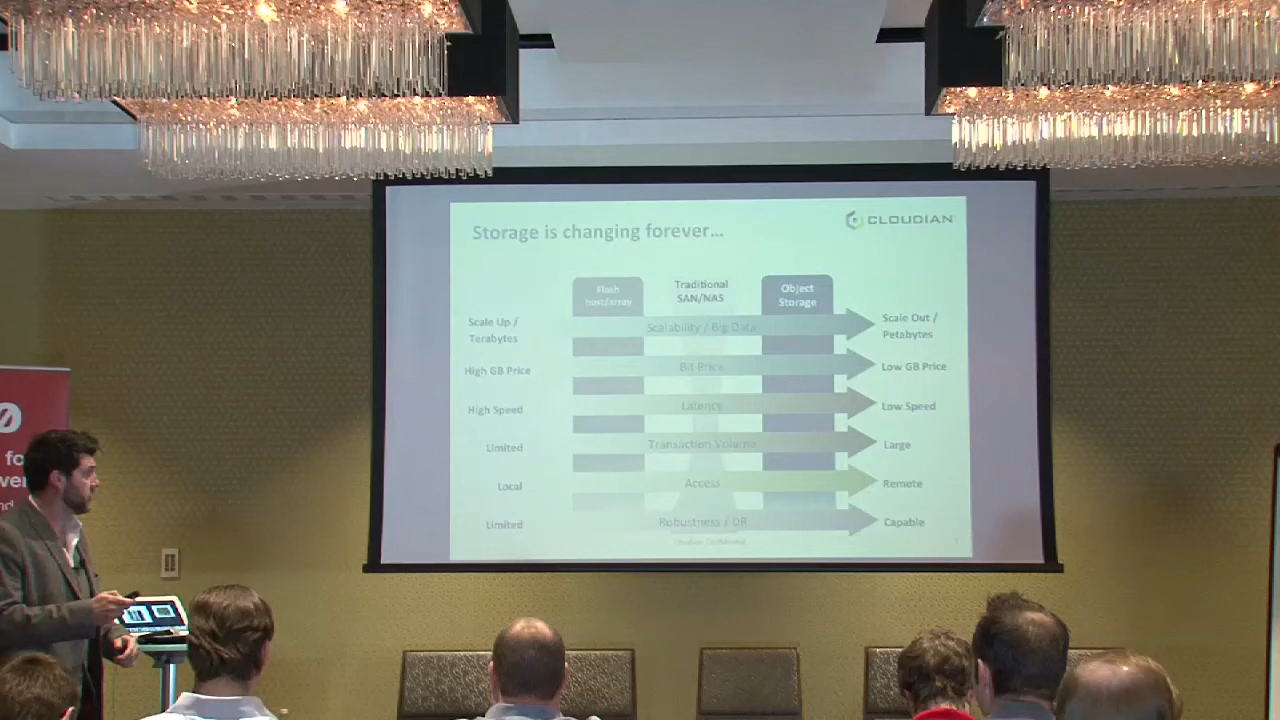 CLOUDIAN
Storage is changing forever…
Flash
host/array
Traditional
SAN/NAS
Object
Storage
Scale Up /
Terabytes
Scalability / Big Data
Scale Out /
Petabytes
High GB Price
Bit Price
Low GB Price
High Speed
Latency
Low Speed
Limited
Transaction Volume
Large
Local
Access
Remote
Limited
Robustness / DR
Capable
Cloudian Confidential